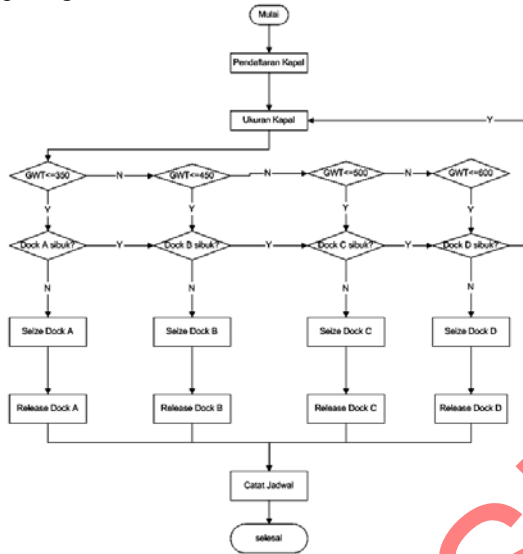 Mulai
Pendaftaran Kapal
Ukuran Kapal
Y
GWT<=350
N
GWT<=450
N
GWT<=500
N
GWT<=600
Y
Y
Y
Y
Dock A sibuk?
Y
Dock B sibuk?
Y
Dock C sibuk?
Y
Dock D sibuk?
N
N
N
N
Seize Dock A
Seize Dock B
Seize Dock C
Seize Dock D
Release Dock A
Release Dock B
Release Dock C
Release Dock D
Catat Jadwal
selesai